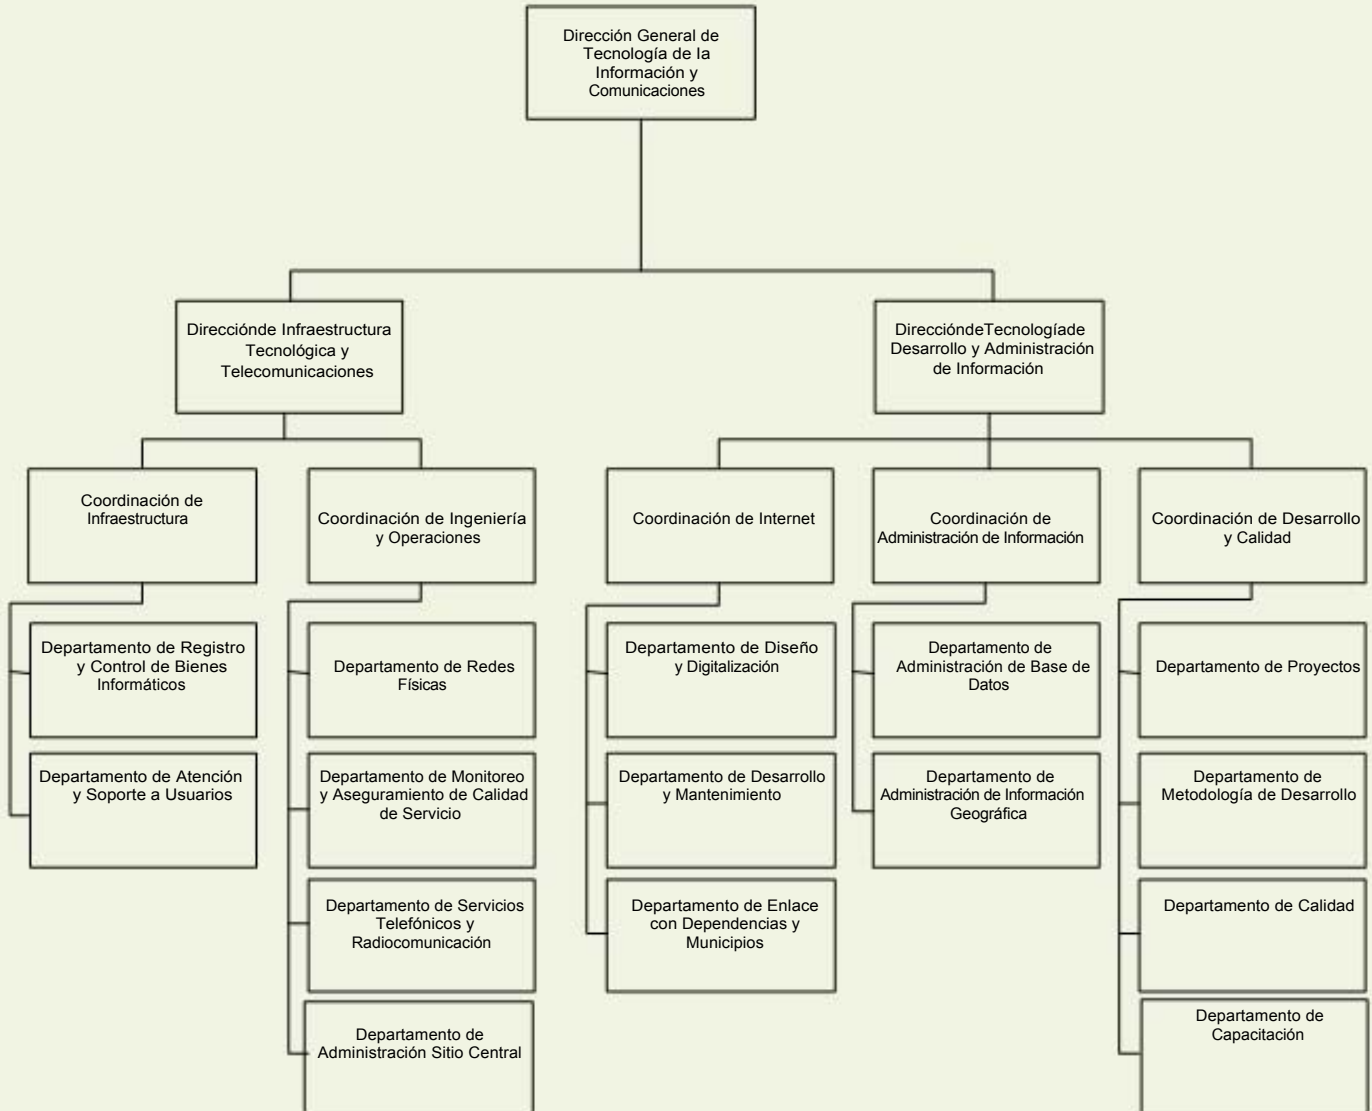 Dirección General de
Tecnología de la
Información y
Comunicaciones
Direcciónde Infraestructura
Tecnológica y
Telecomunicaciones
DireccióndeTecnologíade
Desarrollo y Administración
de Información
Coordinación de
Infraestructura
Coordinación de Ingeniería
y Operaciones
Coordinación de Internet
Coordinación de
Administración de Información
Coordinación de Desarrollo
y Calidad
Departamento de Registro
y Control de Bienes
Informáticos
Departamento de Redes
Físicas
Departamento de Diseño
y Digitalización
Departamento de
Administración de Base de
Datos
Departamento de Proyectos
Departamento de Atención
y Soporte a Usuarios
Departamento de Monitoreo
y Aseguramiento de Calidad
de Servicio
Departamento de Desarrollo
y Mantenimiento
Departamento de
Administración de Información
Geográfica
Departamento de
Metodología de Desarrollo
Departamento de Servicios
Telefónicos y
Radiocomunicación
Departamento de Enlace
con Dependencias y
Municipios
Departamento de Calidad
Departamento de
Administración Sitio Central
Departamento de
Capacitación